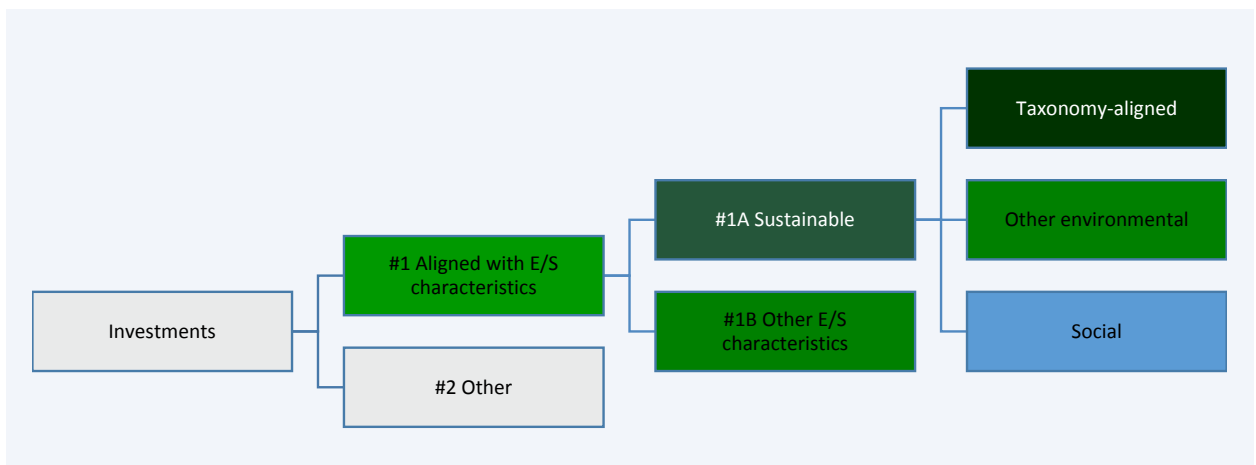 Investments
#1 Aligned with E/S
characteristics
#2 Other
#1A Sustainable
#1B Other E/S
characteristics
Taxonomy-aligned
Other environmental
Social